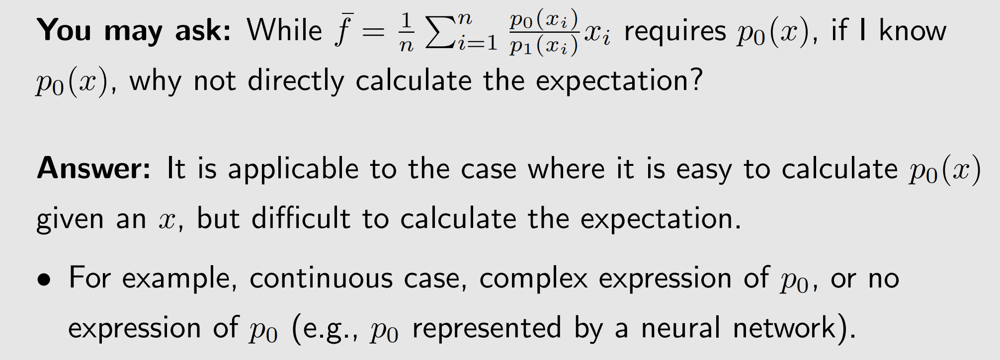 You may ask: While $\bar{f} = \frac{1}{n} \sum_{i=1}^{n} \frac{p_0(x_i)}{p_1(x_i)} x_i$ requires $p_0(x)$, if I know
$p_0(x)$, why not directly calculate the expectation?
Answer: It is applicable to the case where it is easy to calculate $p_0(x)$
given an $x$, but difficult to calculate the expectation.
• For example, continuous case, complex expression of $p_0$, or no
expression of $p_0$ (e.g., $p_0$ represented by a neural network).